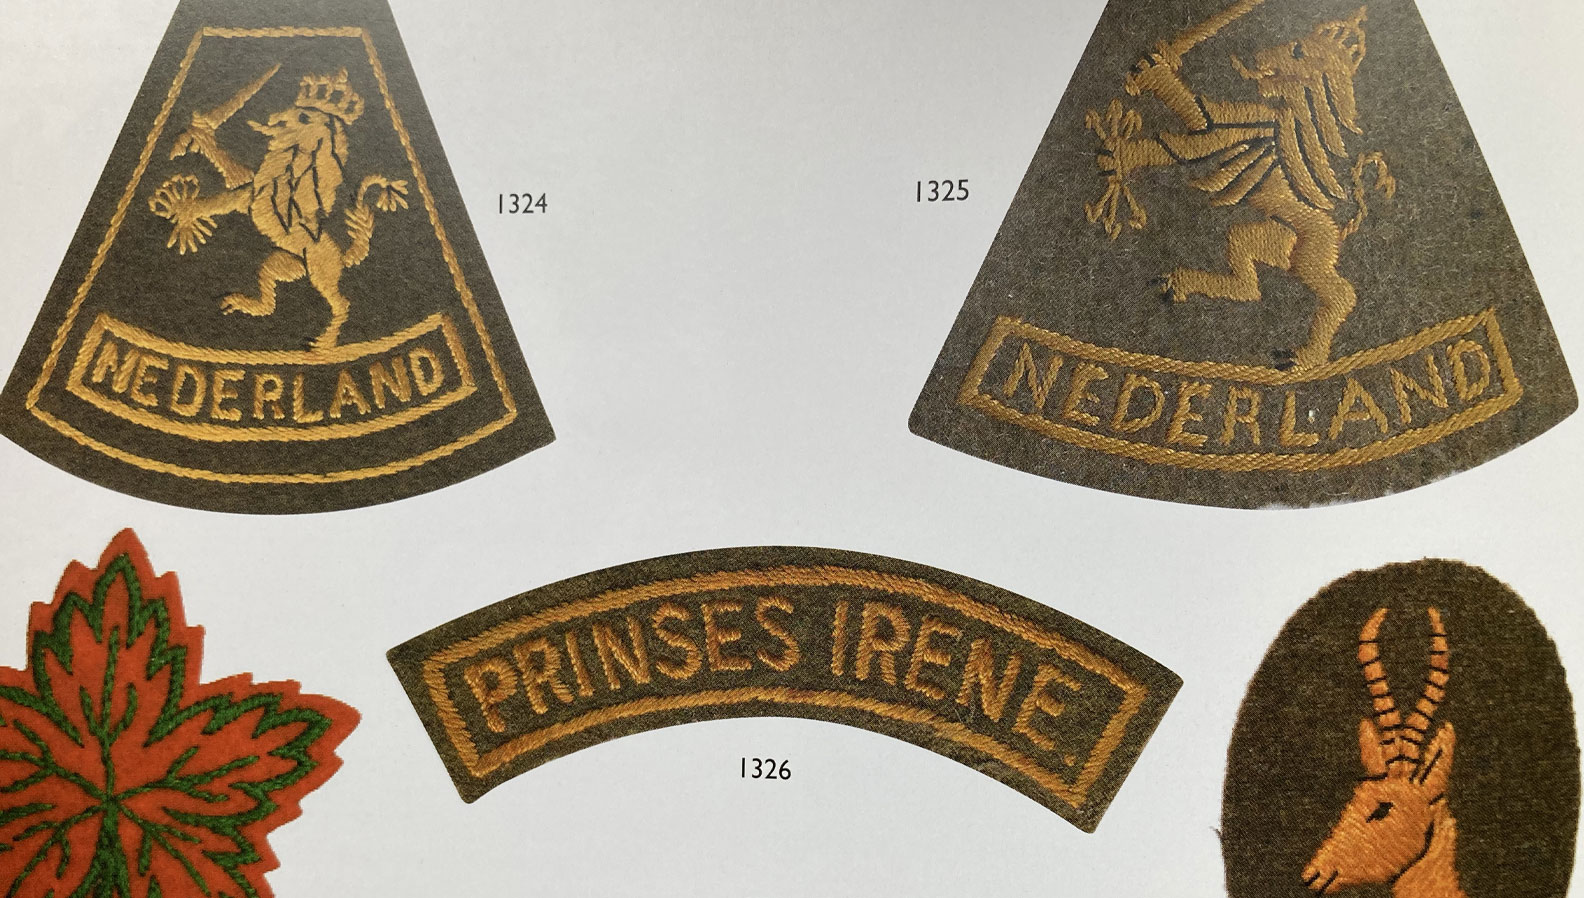 1324
1325
NEDERLAND
NEDERLAND
PRINSES IRENE
1326